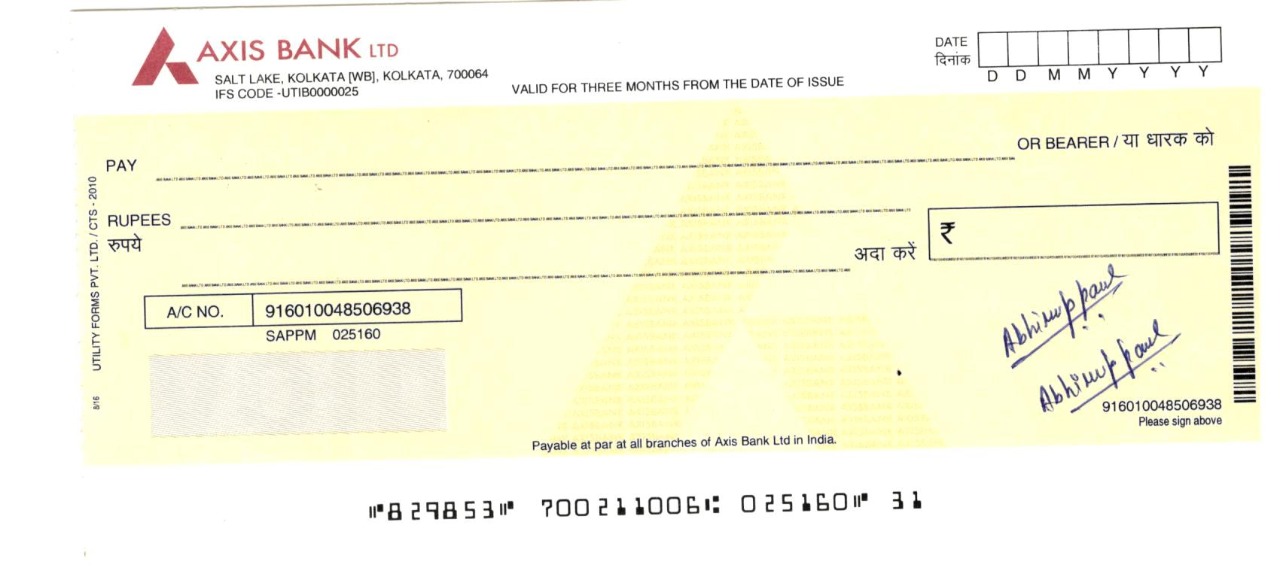 AXIS BANK LTD
SALT LAKE, KOLKATA [WB], KOLKATA, 700064
IFS CODE -UTIB0000025
VALID FOR THREE MONTHS FROM THE DATE OF ISSUE
DATE
दिनांक
D D M M Y Y Y Y
PAY
OR BEARER / या धारक को
RUPEES
रुपये
अदा करें
₹
A/C NO. 916010048506938
SAPPM 025160
Abhirup paul
Abhirup paul
916010048506938
Please sign above
Payable at par at all branches of Axis Bank Ltd in India.
UTILITY FORMS PVT. LTD. / CTS - 2010
8/16
⑈829853⑈ 700211006⑆ 025160⑈ 31